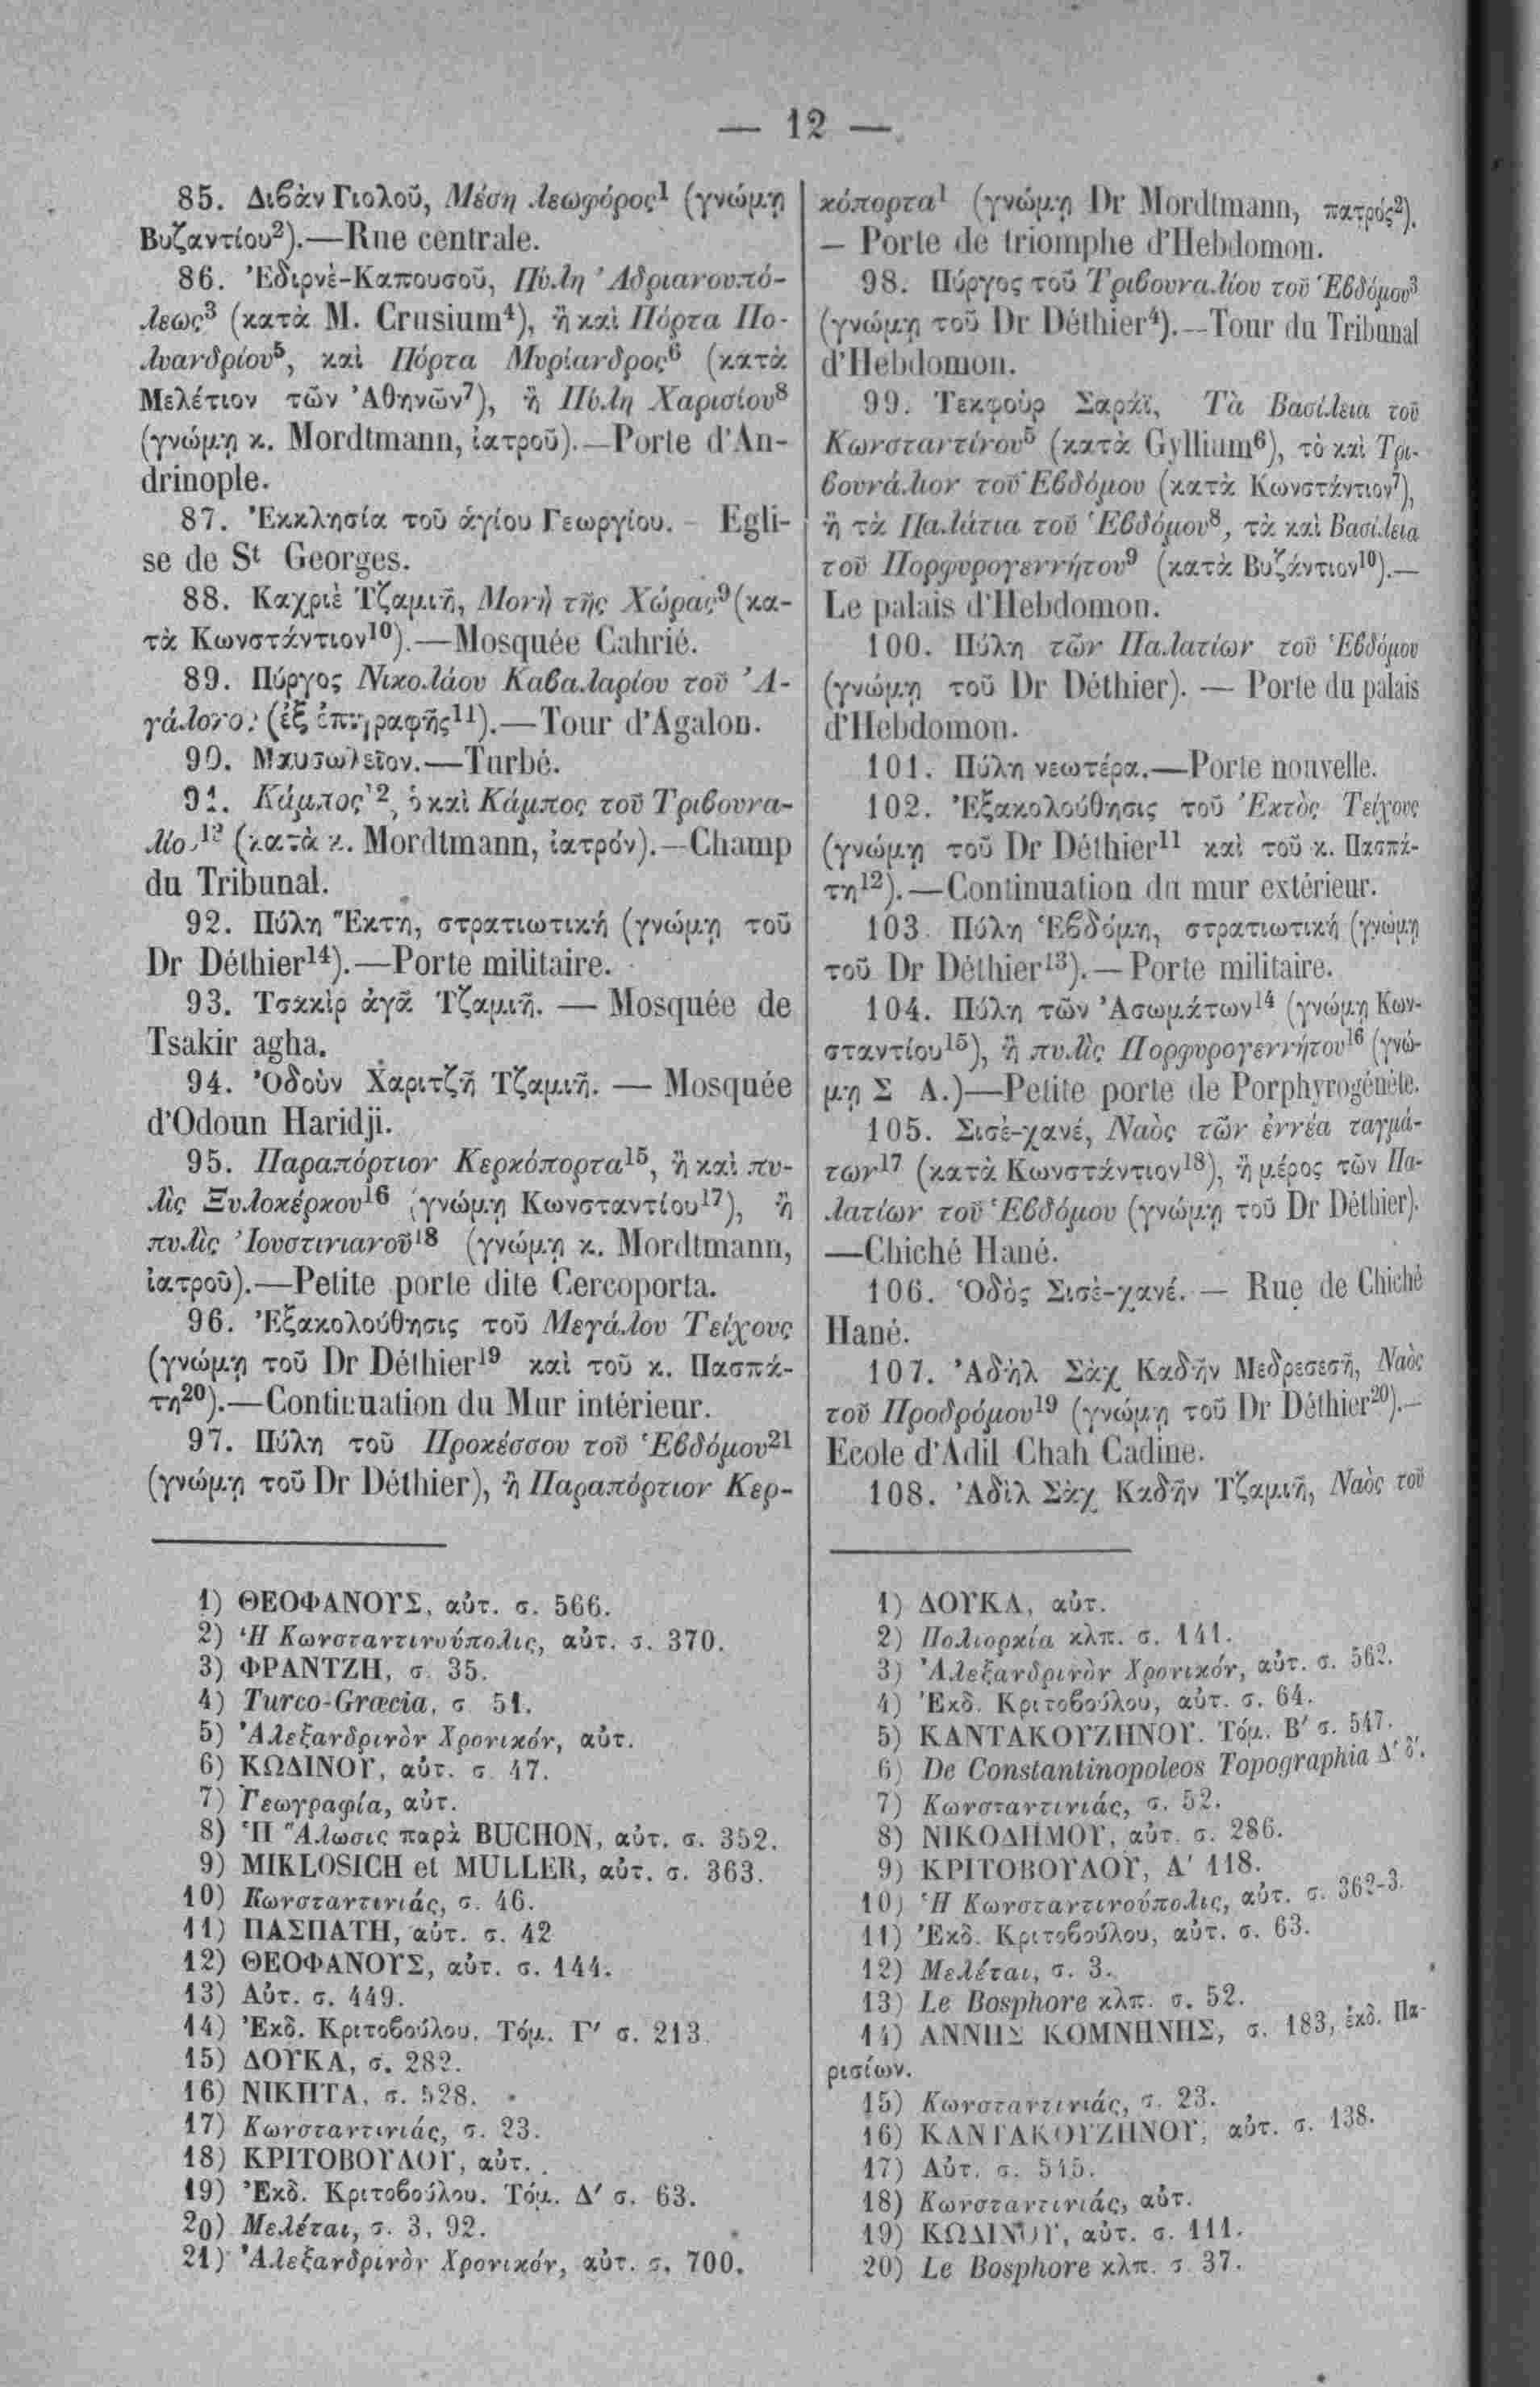 — 12 —
85. Διβὰν Γιολοῦ, Μέση λεωφόρος¹ (γνώμῃ
Βυζαντίου²).—Rue centrale.
86. Ἐδιρνὲ-Καπουσοῦ, Πύλη Ἀδριανουπό-
λεως³ (κατὰ M. Crusium⁴), ἢ καὶ Πόρτα Πο-
λυανδρίου⁵, καὶ Πόρτα Μυρίανδρος⁶ (κατὰ
Μελέτιον τῶν Ἀθηνῶν⁷), ἢ Πύλη Χαρισίου⁸
(γνώμῃ κ. Mordtmann, ἰατροῦ).—Porte d'An-
drinople.
87. Ἐκκλησία τοῦ ἁγίου Γεωργίου. – Egli-
se de Sᵗ Georges.
88. Καχριὲ Τζαμιῆ, Μονὴ τῆς Χώρας⁹ (κα-
τὰ Κωνστάντιον¹⁰).—Mosquée Cahrié.
89. Πύργος Νικολάου Καβαλαρίου τοῦ Ἀ-
γάλονος (ἐξ ἐπιγραφῆς¹¹).—Tour d'Agalon.
90. Μαυσωλεῖον.—Turbé.
91. Κάμπος¹², ὁ καὶ Κάμπος τοῦ Τριβουνα-
λίου¹³ (κατὰ κ. Mordtmann, ἰατρόν).—Champ
du Tribunal.
92. Πύλη Ἕκτη, στρατιωτική (γνώμῃ τοῦ
Dr Déthier¹⁴).—Porte militaire.
93. Τσακὶρ ἀγᾶ Τζαμιῆ. — Mosquée de
Tsakir agha.
94. Ὀδοὺν Χαριτζῆ Τζαμιῆ. — Mosquée
d'Odoun Haridji.
95. Παραπόρτιον Κερκόπορτα¹⁵, ἢ καὶ πυ-
λὶς Ξυλοκέρκου¹⁶ (γνώμῃ Κωνσταντίου¹⁷), ἢ
πυλὶς Ἰουστινιανοῦ¹⁸ (γνώμῃ κ. Mordtmann,
ἰατροῦ).—Petite porte dite Cercoporta.
96. Ἐξακολούθησις τοῦ Μεγάλου Τείχους
(γνώμῃ τοῦ Dr Déthier¹⁹ καὶ τοῦ κ. Πασπά-
τη²⁰).—Continuation du Mur intérieur.
97. Πύλη τοῦ Προκέσσου τοῦ Ἑβδόμου²¹
(γνώμῃ τοῦ Dr Déthier), ἢ Παραπόρτιον Κερ-
1) ΘΕΟΦΑΝΟΥΣ, αὐτ. σ. 566.
2) Ἡ Κωνσταντινούπολις, αὐτ. σ. 370.
3) ΦΡΑΝΤΖΗ, σ. 35.
4) Turco-Græcia, σ. 51.
5) Ἀλεξανδρινὸν Χρονικόν, αὐτ.
6) ΚΩΔΙΝΟΥ, αὐτ. σ. 47.
7) Γεωγραφία, αὐτ.
8) Ἡ Ἅλωσις παρὰ BUCHON, αὐτ. σ. 352.
9) MIKLOSICH et MULLER, αὐτ. σ. 363.
10) Κωνσταντινιάς, σ. 46.
11) ΠΑΣΠΑΤΗ, αὐτ. σ. 42
12) ΘΕΟΦΑΝΟΥΣ, αὐτ. σ. 144.
13) Αὐτ. σ. 449.
14) Ἐκδ. Κριτοβούλου. Τόμ. Γ′ σ. 213.
15) ΔΟΥΚΑ, σ. 282.
16) ΝΙΚΗΤΑ, σ. 528.
17) Κωνσταντινιάς, σ. 23.
18) ΚΡΙΤΟΒΟΥΛΟΥ, αὐτ.
19) Ἐκδ. Κριτοβούλου. Τόμ. Δ′ σ. 63.
20) Μελέται, σ. 3, 92.
21) Ἀλεξανδρινὸν Χρονικόν, αὐτ. σ. 700.
κόπορτα¹ (γνώμῃ Dr Mordtmann, πατρός²).
– Porte de triomphe d'Hebdomon.
98. Πύργος τοῦ Τριβουναλίου τοῦ Ἑβδόμου³
(γνώμῃ τοῦ Dr Déthier⁴).—Tour du Tribunal
d'Hebdomon.
99. Τεκφοὺρ Σαράϊ, Τὰ Βασίλεια τοῦ
Κωνσταντίνου⁵ (κατὰ Gyllium⁶), τὸ καὶ Τρι-
βουνάλιον τοῦ Ἑβδόμου (κατὰ Κωνστάντιον⁷),
ἢ τὰ Παλάτια τοῦ Ἑβδόμου⁸, τὰ καὶ Βασίλεια
τοῦ Πορφυρογεννήτου⁹ (κατὰ Βυζάντιον¹⁰).—
Le palais d'Hebdomon.
100. Πύλη τῶν Παλατίων τοῦ Ἑβδόμου
(γνώμῃ τοῦ Dr Déthier). — Porte du palais
d'Hebdomon.
101. Πύλη νεωτέρα.—Porte nouvelle.
102. Ἐξακολούθησις τοῦ Ἐκτὸς Τείχους
(γνώμῃ τοῦ Dr Déthier¹¹ καὶ τοῦ κ. Πασπά-
τη¹²).—Continuation du mur extérieur.
103. Πύλη Ἑβδόμη, στρατιωτική (γνώμῃ
τοῦ Dr Déthier¹³).—Porte militaire.
104. Πύλη τῶν Ἀσωμάτων¹⁴ (γνώμῃ Κων-
σταντίου¹⁵), ἢ πυλὶς Πορφυρογεννήτου¹⁶ (γνώ-
μῃ Σ. Α.)—Petite porte de Porphyrogénète.
105. Σισὲ-χανέ, Ναὸς τῶν ἐννέα ταγμά-
των¹⁷ (κατὰ Κωνστάντιον¹⁸), ἢ μέρος τῶν Πα-
λατίων τοῦ Ἑβδόμου (γνώμῃ τοῦ Dr Déthier).
—Chiché Hané.
106. Ὁδὸς Σισὲ-χανέ. — Rue de Chiché
Hané.
107. Ἀδὴλ Σὰχ Καδῆν Μεδρεσεσῆ, Ναὸς
τοῦ Προδρόμου¹⁹ (γνώμῃ τοῦ Dr Déthier²⁰).—
Ecole d'Adil Chah Cadine.
108. Ἀδὶλ Σὰχ Καδῆν Τζαμιῆ, Ναὸς τοῦ
1) ΔΟΥΚΑ, αὐτ.
2) Πολιορκία κλπ. σ. 141.
3) Ἀλεξανδρινὸν Χρονικόν, αὐτ. σ. 562.
4) Ἐκδ. Κριτοβούλου, αὐτ. σ. 64.
5) ΚΑΝΤΑΚΟΥΖΗΝΟΥ. Τόμ. Β′ σ. 547.
6) De Constantinopoleos Topographia Δ′ δ′.
7) Κωνσταντινιάς, σ. 52.
8) ΝΙΚΟΔΗΜΟΥ, αὐτ. σ. 286.
9) ΚΡΙΤΟΒΟΥΛΟΥ, Α′ 118.
10) Ἡ Κωνσταντινούπολις, αὐτ. σ. 362-3.
11) Ἐκδ. Κριτοβούλου, αὐτ. σ. 63.
12) Μελέται, σ. 3.
13) Le Bosphore κλπ. σ. 52.
14) ΑΝΝΗΣ ΚΟΜΝΗΝΗΣ, σ. 183, ἐκδ. Πα-
ρισίων.
15) Κωνσταντινιάς, σ. 23.
16) ΚΑΝΤΑΚΟΥΖΗΝΟΥ, αὐτ. σ. 138.
17) Αὐτ. σ. 545.
18) Κωνσταντινιάς, αὐτ.
19) ΚΩΔΙΝΟΥ, αὐτ. σ. 111.
20) Le Bosphore κλπ. σ. 37.